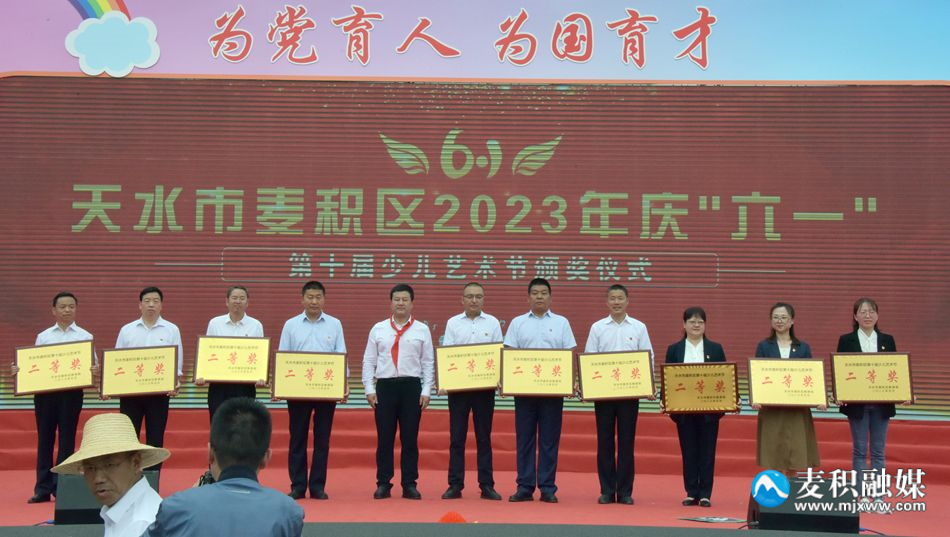 为党育人 为国育才
6·1
天水市麦积区2023年庆"六一"
第十届少儿艺术节颁奖仪式
二等奖
二等奖
二等奖
二等奖
二等奖
二等奖
二等奖
二等奖
二等奖
二等奖
麦积融媒
www.mjxww.com